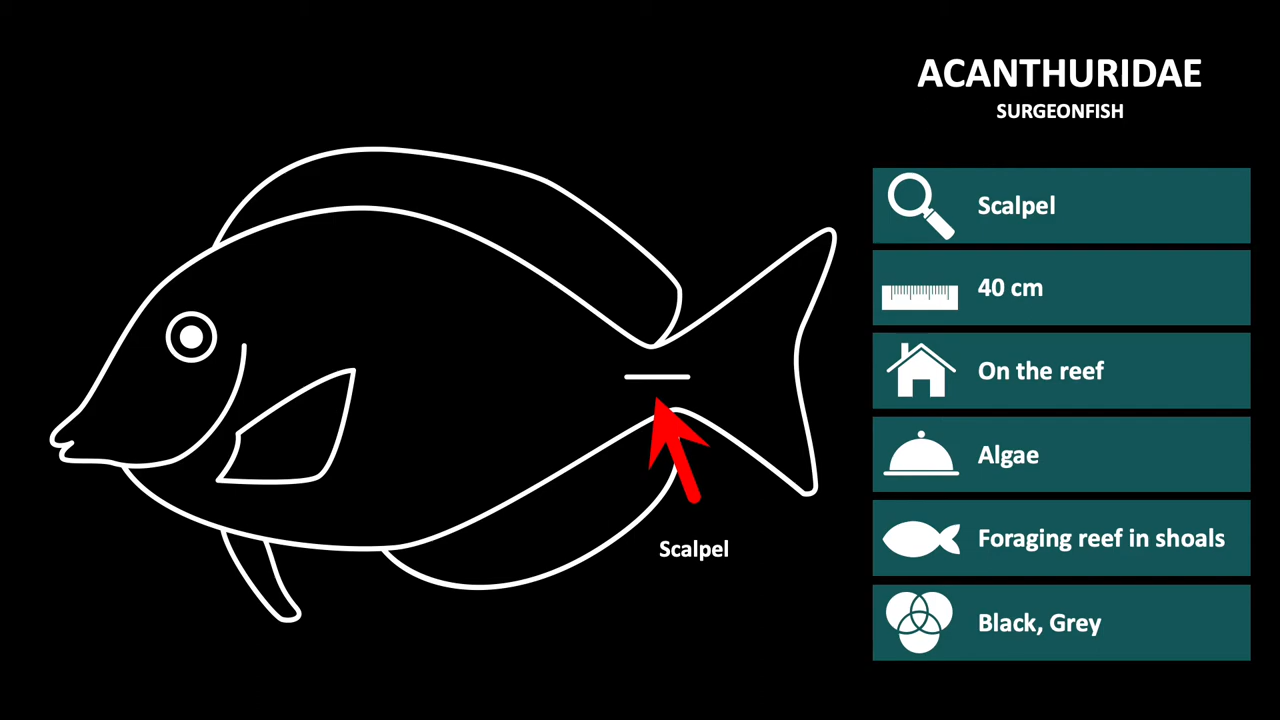 ACANTHURIDAE
SURGEONFISH
Scalpel
40 cm
On the reef
Algae
Foraging reef in shoals
Black, Grey
Scalpel